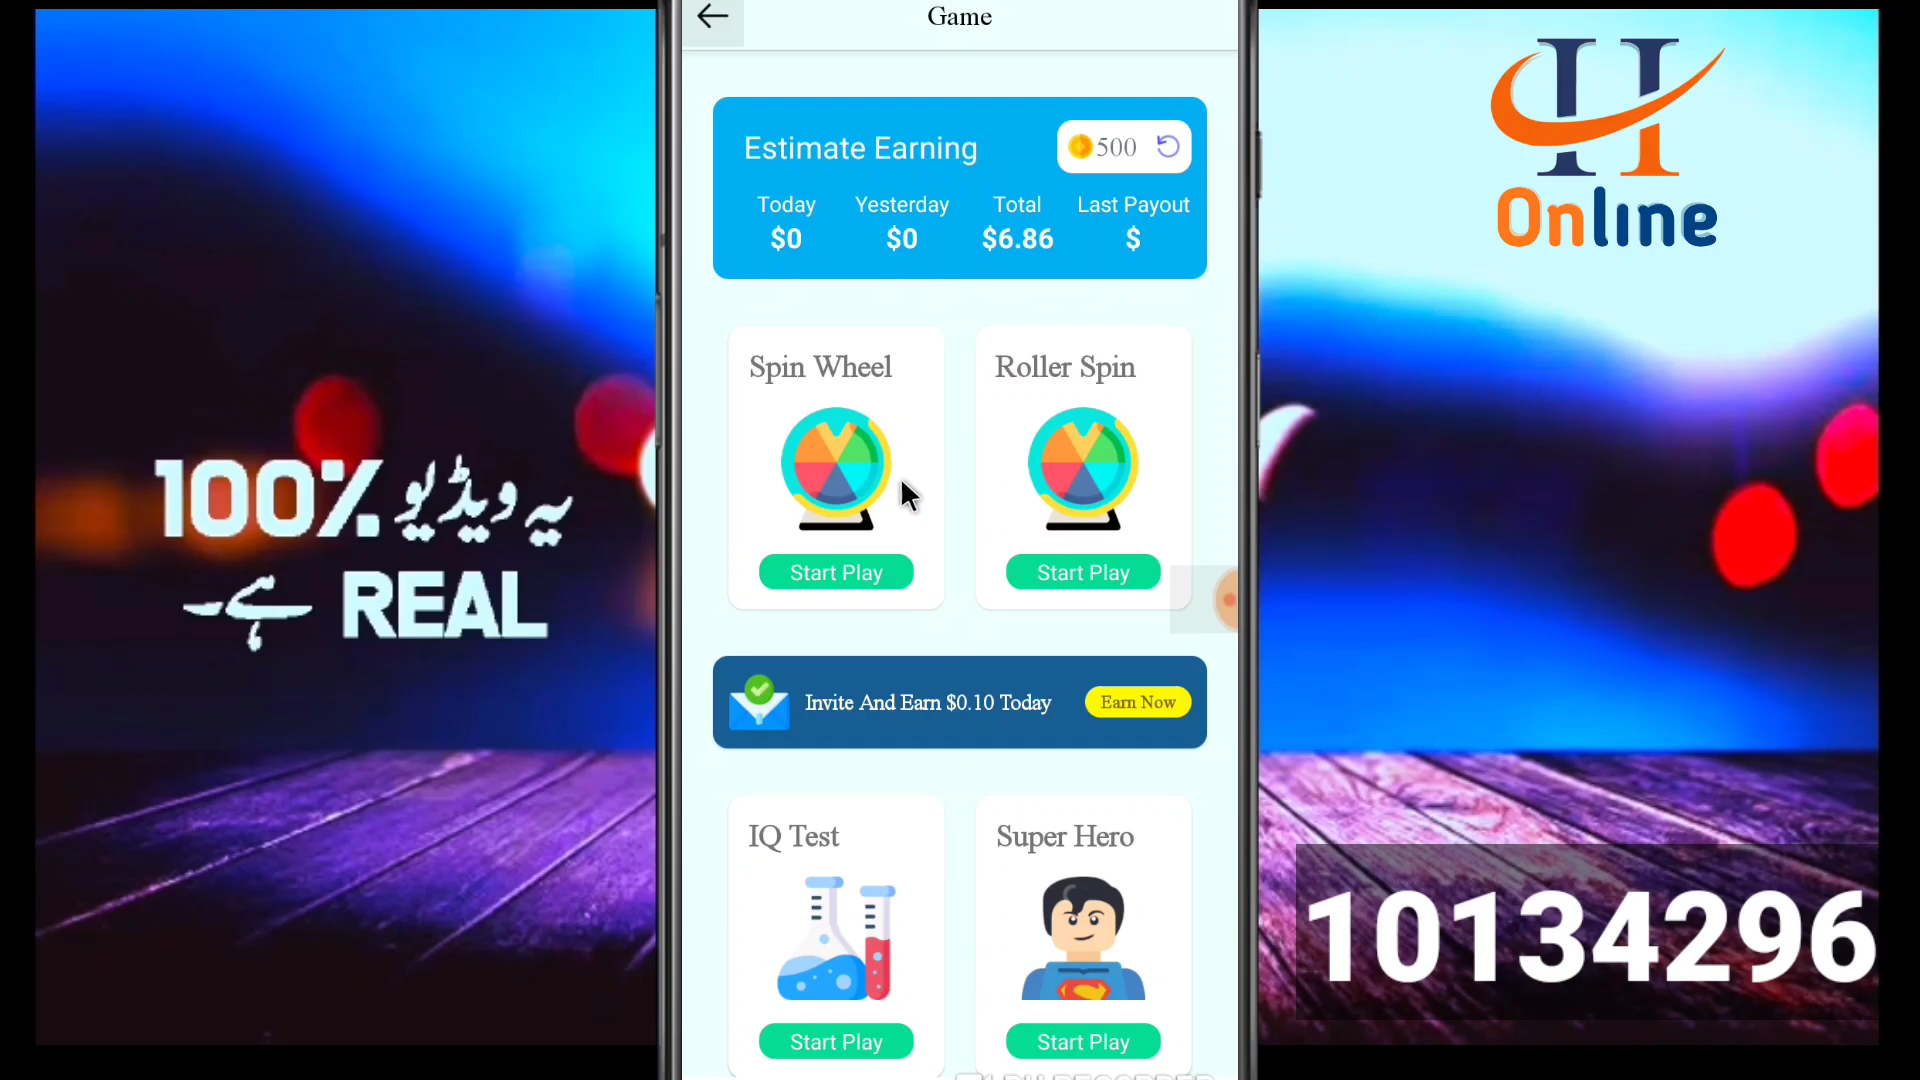 Game
Estimate Earning
500
Today Yesterday Total Last Payout
$0 $0 $6.86 $
Spin Wheel
Roller Spin
Start Play
Start Play
Invite And Earn $0.10 Today
Earn Now
IQ Test
Super Hero
Start Play
Start Play
یہ ویڈیو 100%
REAL ہے۔
H
Online
10134296